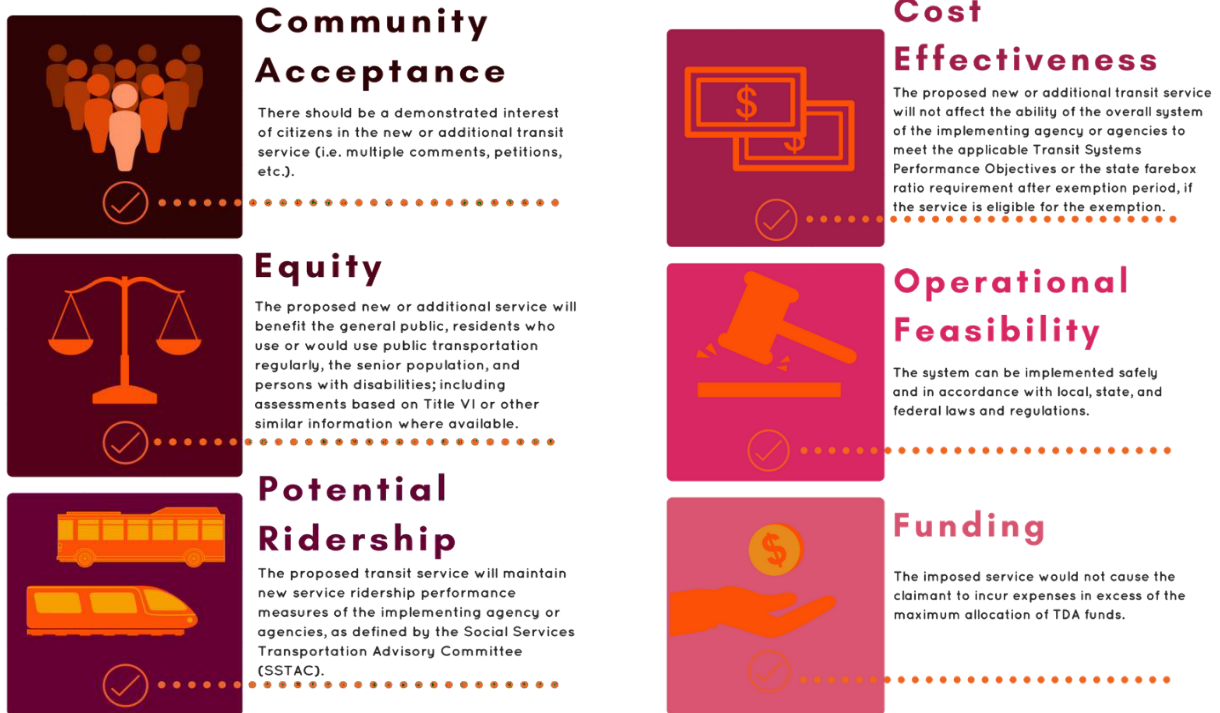 Community
Acceptance
There should be a demonstrated interest
of citizens in the new or additional transit
service (i.e. multiple comments, petitions,
etc.).
Equity
The proposed new or additional service will
benefit the general public, residents who
use or would use public transportation
regularly, the senior population, and
persons with disabilities; including
assessments based on Title VI or other
similar information where available.
Potential
Ridership
The proposed transit service will maintain
new service ridership performance
measures of the implementing agency or
agencies, as defined by the Social Services
Transportation Advisory Committee
(SSTAC).
Cost
Effectiveness
$
$
The proposed new or additional transit service
will not affect the ability of the overall system
of the implementing agency or agencies to
meet the applicable Transit Systems
Performance Objectives or the state farebox
ratio requirement after exemption period, if
the service is eligible for the exemption.
Operational
Feasibility
The system can be implemented safely
and in accordance with local, state, and
federal laws and regulations.
Funding
$
The imposed service would not cause the
claimant to incur expenses in excess of the
maximum allocation of TDA funds.